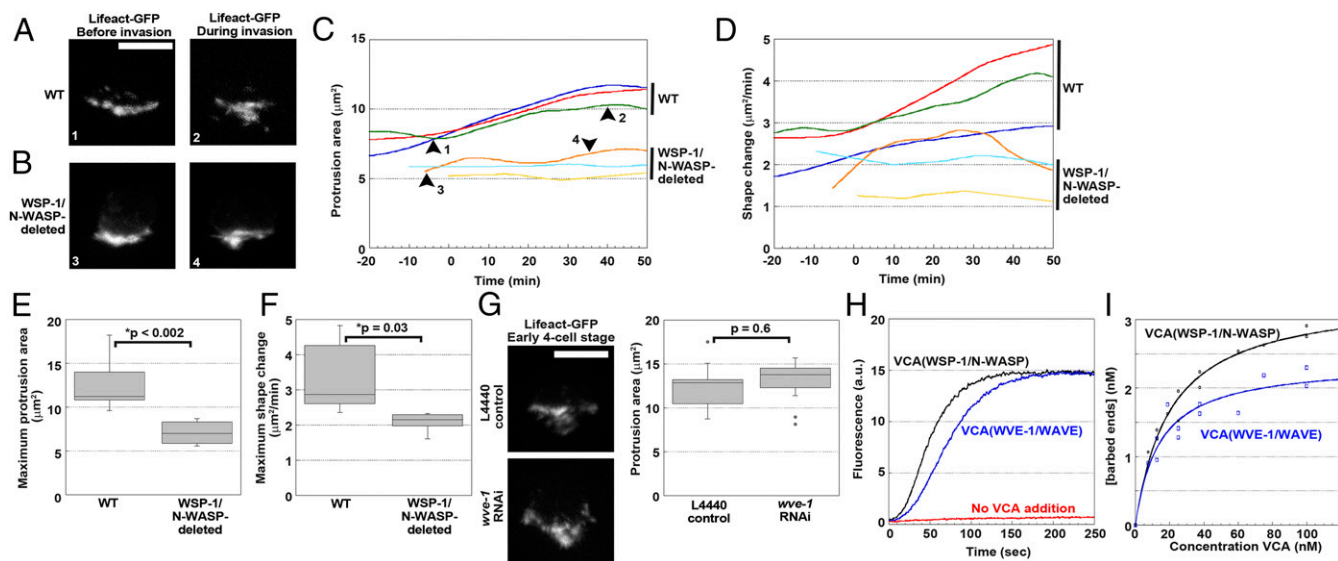 A
Lifeact-GFP
Before invasion
Lifeact-GFP
During invasion
WT
1
2
B
WSP-1/
N-WASP-
deleted
3
4
C
Protrusion area (μm²)
15
10
5
0
-20
-10
0
10
20
30
40
50
Time (min)
1
2
3
4
WT
WSP-1/
N-WASP-
deleted
D
Shape change (μm²/min)
5
4
3
2
1
0
-20
-10
0
10
20
30
40
50
Time (min)
WT
WSP-1/
N-WASP-
deleted
E
Maximum protrusion area
(μm²)
20
15
10
5
0
*p < 0.002
WT
WSP-1/
N-WASP-
deleted
F
Maximum shape change
(μm²/min)
5
4
3
2
1
0
*p = 0.03
WT
WSP-1/
N-WASP-
deleted
G
Lifeact-GFP
Early 4-cell stage
L4440
control
wve-1
RNAi
Protrusion area (μm²)
20
15
10
5
0
p = 0.6
L4440
control
wve-1
RNAi
H
Fluorescence (a.u.)
20
15
10
5
0
VCA(WSP-1/N-WASP)
VCA(WVE-1/WAVE)
No VCA addition
0
50
100
150
200
250
Time (sec)
I
[barbed ends] (nM)
3
2
1
0
VCA(WSP-1/N-WASP)
VCA(WVE-1/WAVE)
0
20
40
60
80
100
Concentration VCA (nM)